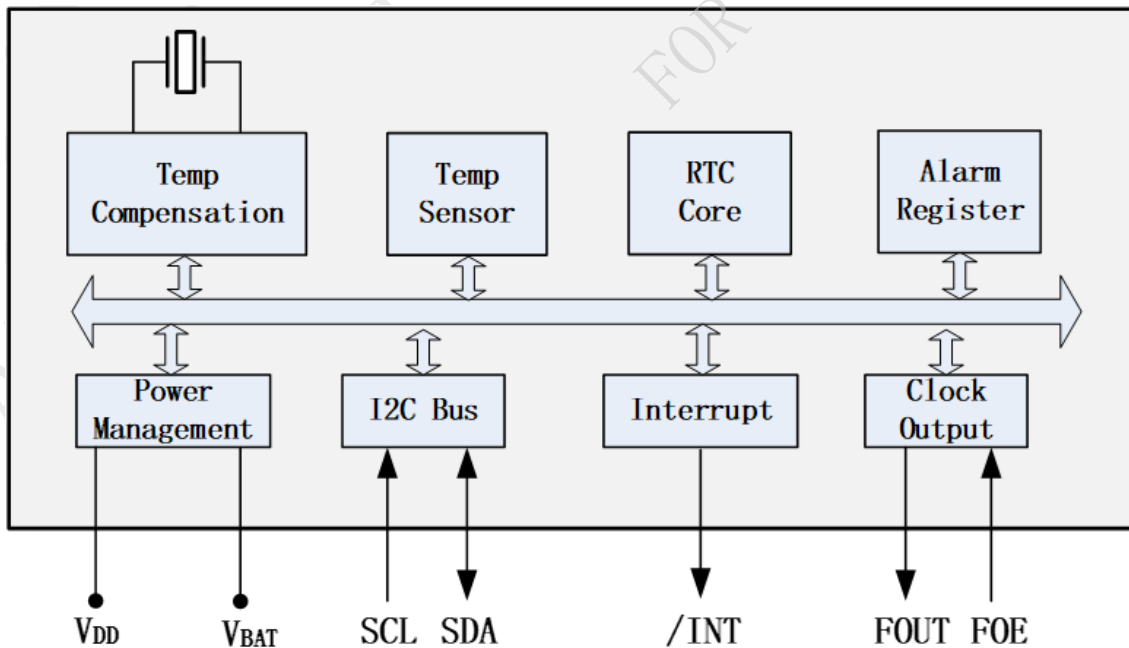 FOR
Temp
Compensation
Temp
Sensor
RTC
Core
Alarm
Register
Power
Management
I2C Bus
Interrupt
Clock
Output
VDD
VBAT
SCL SDA
/INT
FOUT FOE